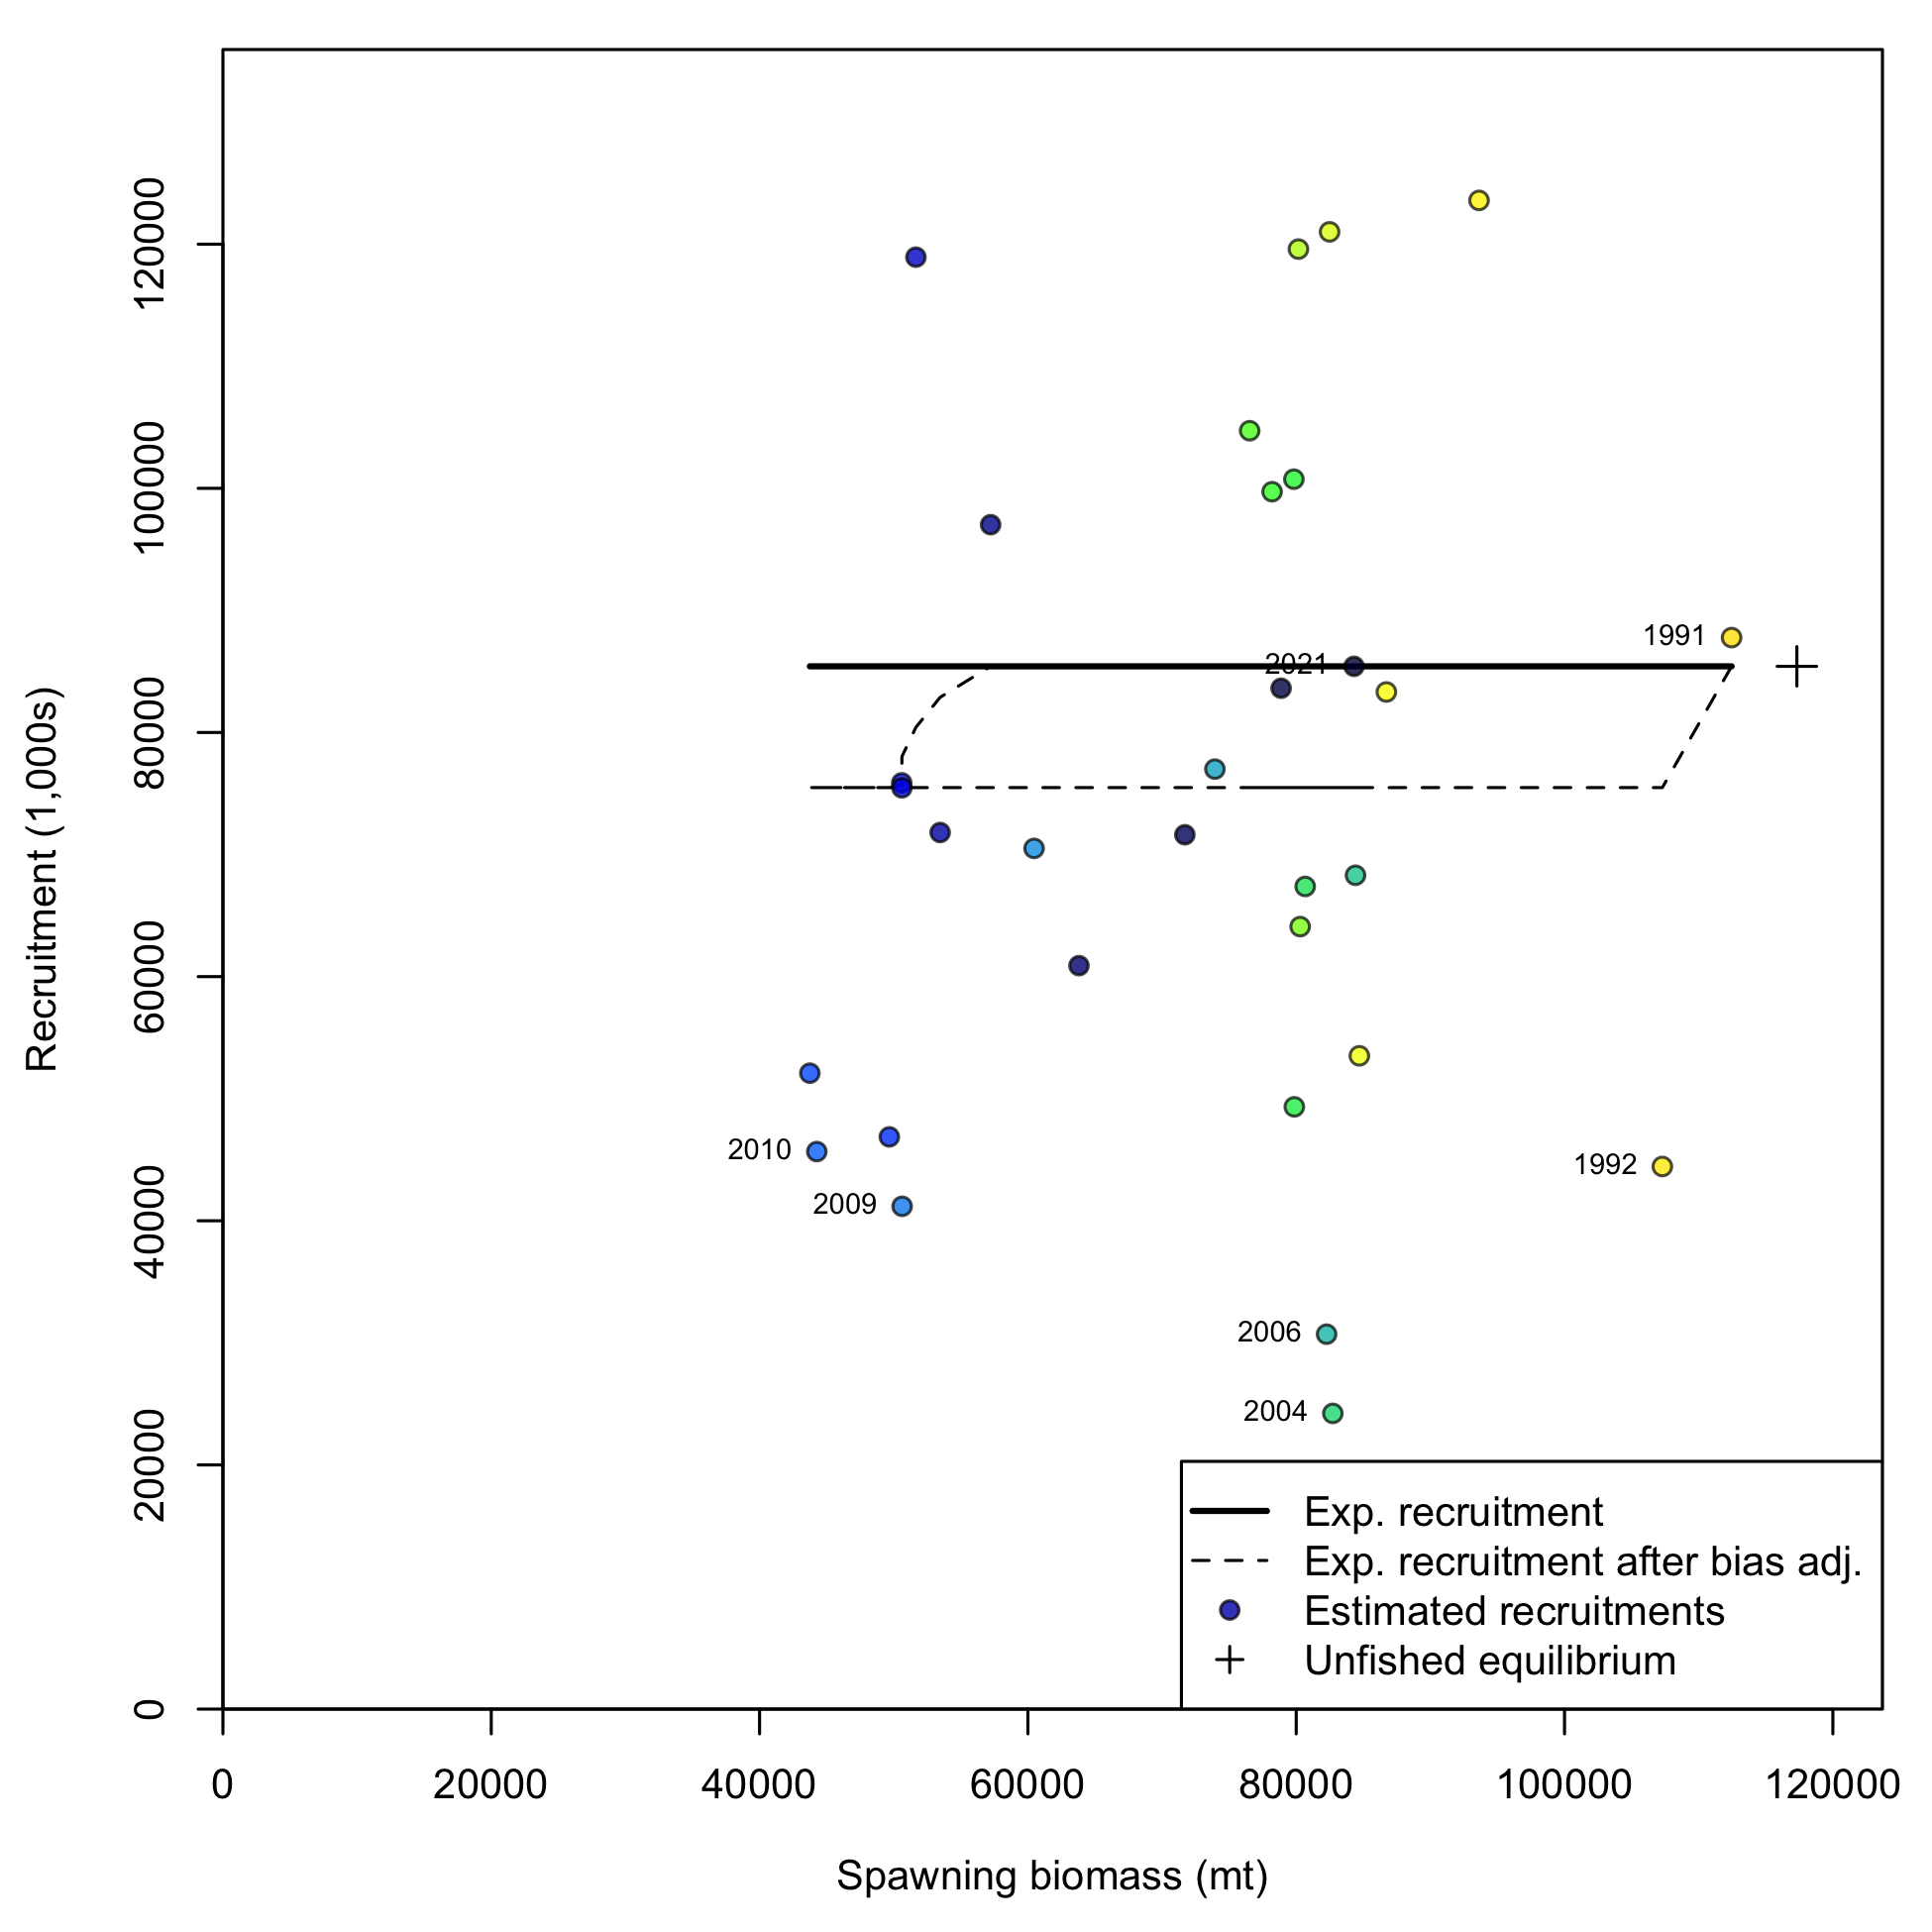 Recruitment (1,000s)
120000
100000
80000
60000
40000
20000
0
1991
2021
2010
1992
2009
2006
2004
Exp. recruitment
Exp. recruitment after bias adj.
Estimated recruitments
Unfished equilibrium
0 20000 40000 60000 80000 100000 120000
Spawning biomass (mt)